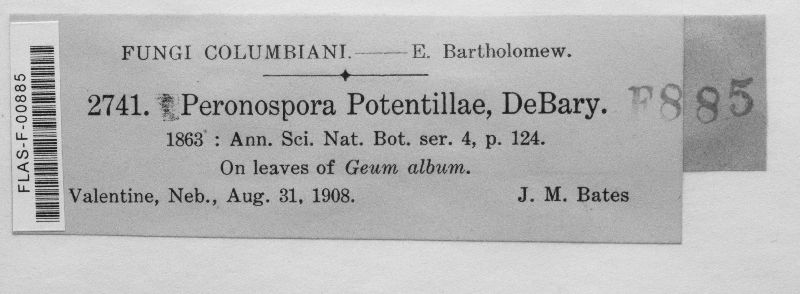 FLAS-F-00885
FUNGI COLUMBIANI.——E. Bartholomew.
2741. Peronospora Potentillae, DeBary. F885
1863 : Ann. Sci. Nat. Bot. ser. 4, p. 124.
On leaves of Geum album.
Valentine, Neb., Aug. 31, 1908. J. M. Bates